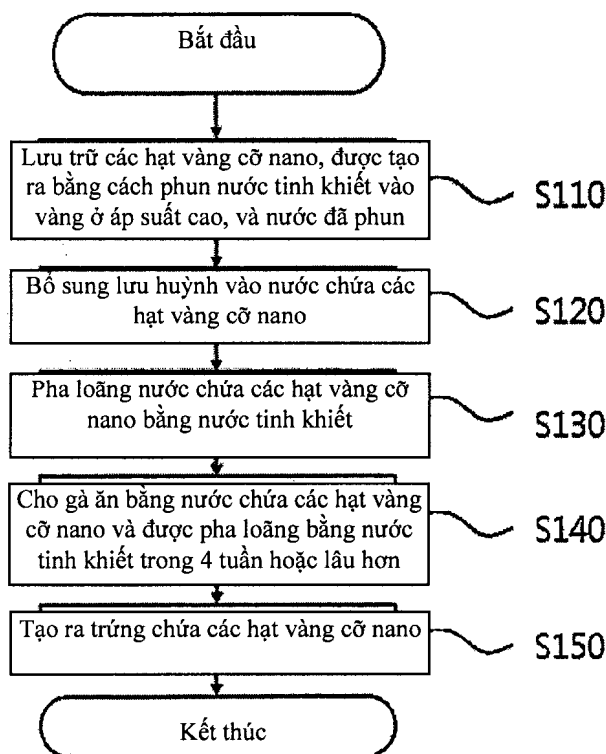 Bắt đầu
Lưu trữ các hạt vàng cỡ nano, được tạo
ra bằng cách phun nước tinh khiết vào
vàng ở áp suất cao, và nước đã phun
S110
Bổ sung lưu huỳnh vào nước chứa các
hạt vàng cỡ nano
S120
Pha loãng nước chứa các hạt vàng cỡ
nano bằng nước tinh khiết
S130
Cho gà ăn bằng nước chứa các hạt vàng
cỡ nano và được pha loãng bằng nước
tinh khiết trong 4 tuần hoặc lâu hơn
S140
Tạo ra trứng chứa các hạt vàng cỡ nano
S150
Kết thúc